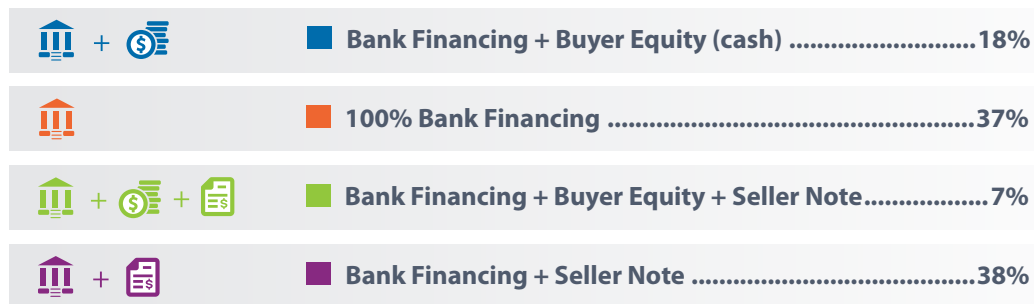 + Bank Financing + Buyer Equity (cash) ............................ 18%
100% Bank Financing ..................................................... 37%
+ + Bank Financing + Buyer Equity + Seller Note .................. 7%
+ Bank Financing + Seller Note ......................................... 38%